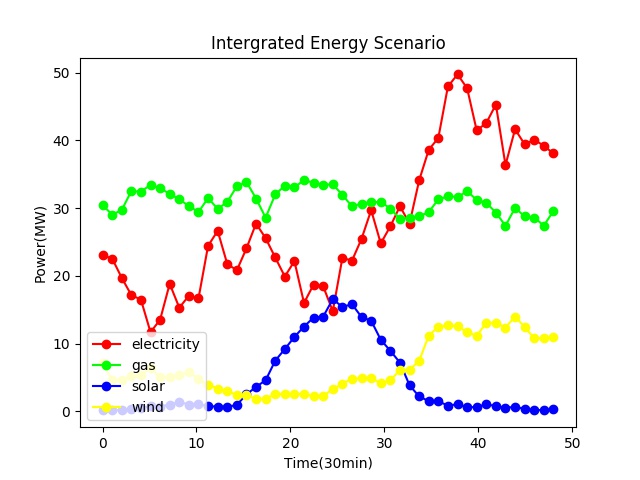 Intergrated Energy Scenario
Power(MW)
50
40
30
20
10
0
electricity
gas
solar
wind
0 10 20 30 40 50
Time(30min)